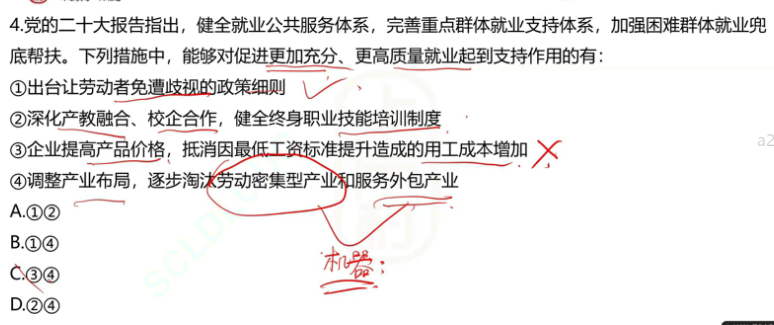 4.党的二十大报告指出，健全就业公共服务体系，完善重点群体就业支持体系，加强困难群体就业兜
底帮扶。下列措施中，能够对促进更加充分、更高质量就业起到支持作用的有：
①出台让劳动者免遭歧视的政策细则
②深化产教融合、校企合作，健全终身职业技能培训制度
③企业提高产品价格，抵消因最低工资标准提升造成的用工成本增加
a2
④调整产业布局，逐步淘汰劳动密集型产业和服务外包产业
A.①②
B.①④
机器：
C.③④
D.②④